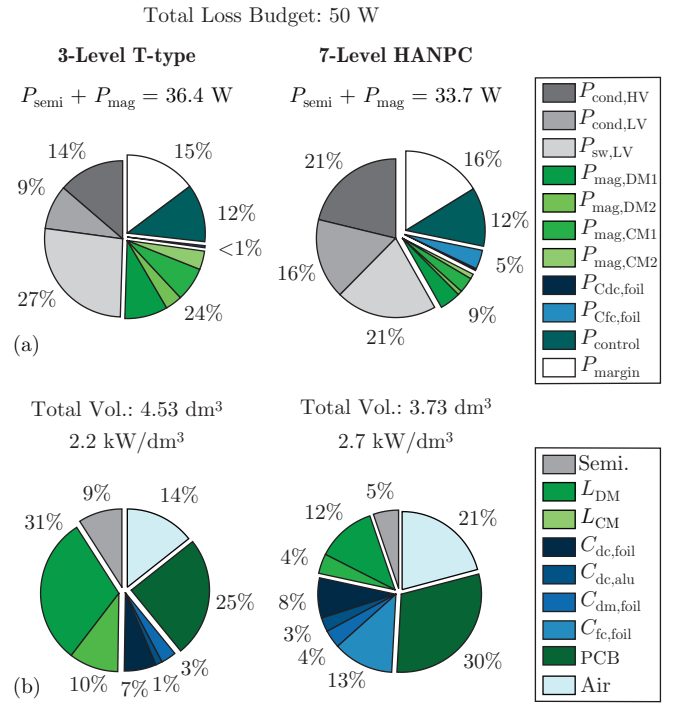 Total Loss Budget: 50 W
3-Level T-type
7-Level HANPC
P_semi + P_mag = 36.4 W
P_semi + P_mag = 33.7 W
14%
15%
9%
12%
<1%
27%
24%
21%
16%
12%
16%
5%
9%
21%
(a)
P_cond,HV
P_cond,LV
P_sw,LV
P_mag,DM1
P_mag,DM2
P_mag,CM1
P_mag,CM2
P_Cdc,foil
P_Cfc,foil
P_control
P_margin
Total Vol.: 4.53 dm³
2.2 kW/dm³
Total Vol.: 3.73 dm³
2.7 kW/dm³
9%
14%
31%
25%
3%
10%
7%
1%
5%
21%
12%
4%
8%
3%
4%
13%
30%
(b)
Semi.
L_DM
L_CM
C_dc,foil
C_dc,alu
C_dm,foil
C_fc,foil
PCB
Air